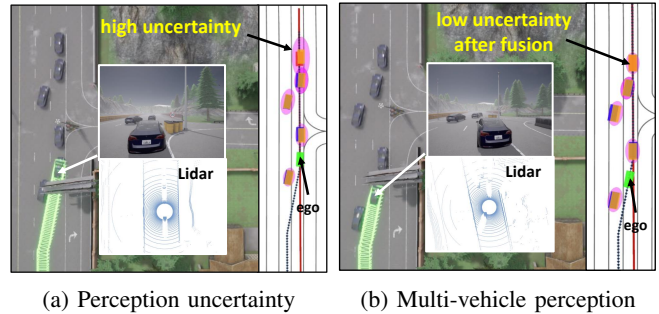 high uncertainty
Lidar
ego
low uncertainty
after fusion
Lidar
ego
(a) Perception uncertainty
(b) Multi-vehicle perception